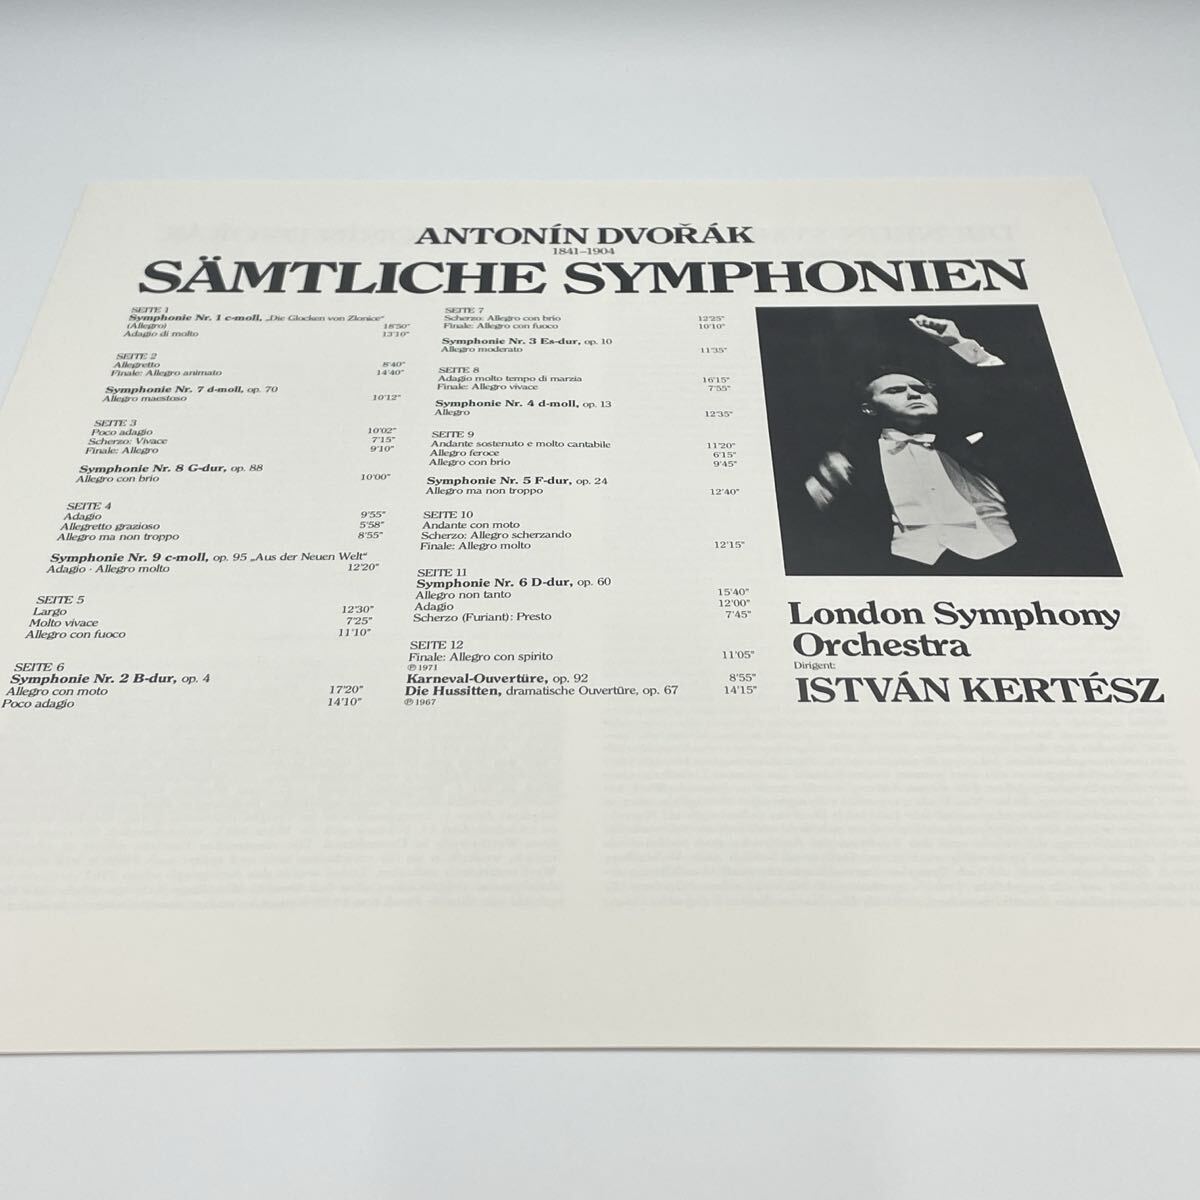 ANTONÍN DVOŘÁK
1841–1904
SÄMTLICHE SYMPHONIEN
SEITE 1
Symphonie Nr. 1 c-moll, „Die Glocken von Zlonice“
(Allegro) 18'50"
Adagio di molto 13'10"
SEITE 2
Allegretto 8'40"
Finale: Allegro animato 14'40"
Symphonie Nr. 7 d-moll, op. 70
Allegro maestoso 10'12"
SEITE 3
Poco adagio 10'02"
Scherzo: Vivace 7'15"
Finale: Allegro 9'10"
Symphonie Nr. 8 G-dur, op. 88
Allegro con brio 10'00"
SEITE 4
Adagio 9'55"
Allegretto grazioso 5'58"
Allegro ma non troppo 8'55"
Symphonie Nr. 9 c-moll, op. 95 „Aus der Neuen Welt“
Adagio · Allegro molto 12'20"
SEITE 5
Largo 12'30"
Molto vivace 7'25"
Allegro con fuoco 11'10"
SEITE 6
Symphonie Nr. 2 B-dur, op. 4
Allegro con moto 17'20"
Poco adagio 14'10"
SEITE 7
Scherzo: Allegro con brio 12'25"
Finale: Allegro con fuoco 10'10"
Symphonie Nr. 3 Es-dur, op. 10
Allegro moderato 11'35"
SEITE 8
Adagio molto tempo di marzia 16'15"
Finale: Allegro vivace 7'55"
Symphonie Nr. 4 d-moll, op. 13
Allegro 12'35"
SEITE 9
Andante sostenuto e molto cantabile 11'20"
Allegro feroce 6'15"
Allegro con brio 9'45"
Symphonie Nr. 5 F-dur, op. 24
Allegro ma non troppo 12'40"
SEITE 10
Andante con moto
Scherzo: Allegro scherzando
Finale: Allegro molto 12'15"
SEITE 11
Symphonie Nr. 6 D-dur, op. 60
Allegro non tanto 15'40"
Adagio 12'00"
Scherzo (Furiant): Presto 7'45"
SEITE 12
Finale: Allegro con spirito 11'05"
℗ 1971
Karneval-Ouvertüre, op. 92 8'55"
Die Hussitten, dramatische Ouvertüre, op. 67 14'15"
℗ 1967
London Symphony
Orchestra
Dirigent:
ISTVÁN KERTÉSZ